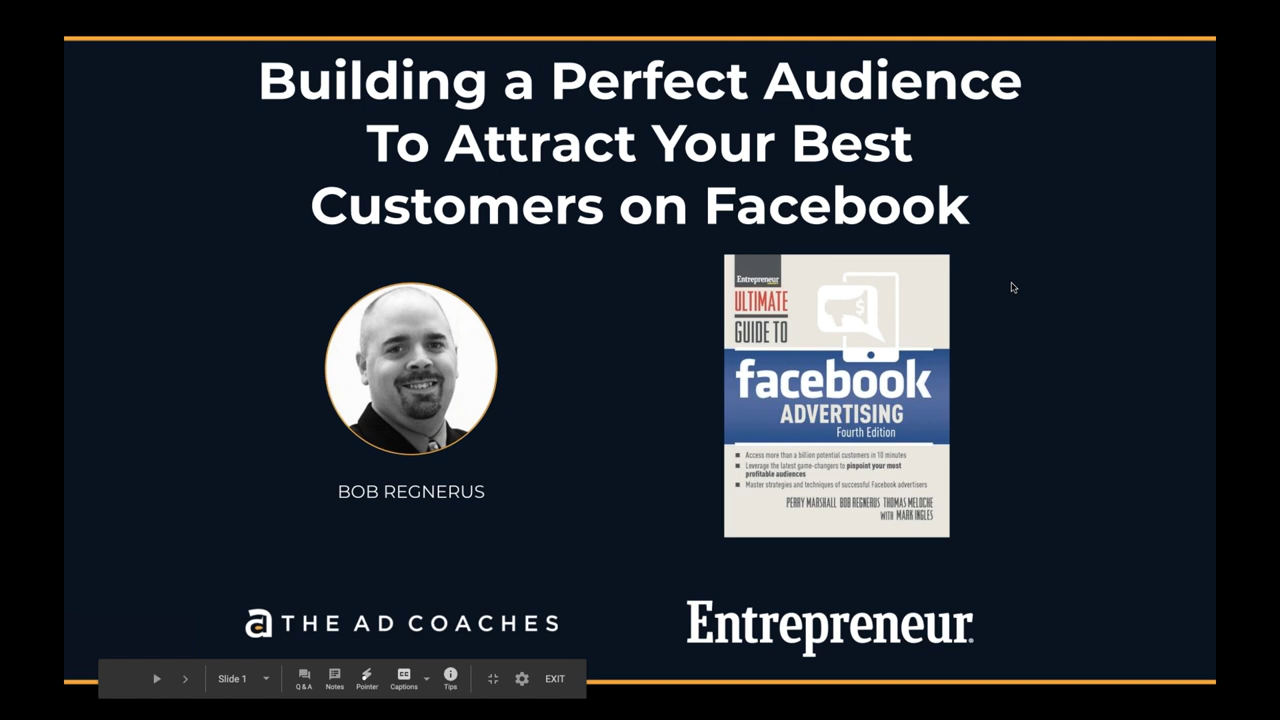 Building a Perfect Audience
To Attract Your Best
Customers on Facebook
Entrepreneur
ULTIMATE
GUIDE TO
facebook
ADVERTISING
Fourth Edition
Access more than a billion potential customers in 10 minutes
Leverage the latest game-changers to pinpoint your most
profitable audiences
Master strategies and techniques of successful Facebook advertisers
PERRY MARSHALL BOB REGNERUS THOMAS MELOCHE
WITH MARK INGLES
BOB REGNERUS
THE AD COACHES
Entrepreneur
Slide 1
Q&A
Notes
Pointer
Captions
Tips
EXIT